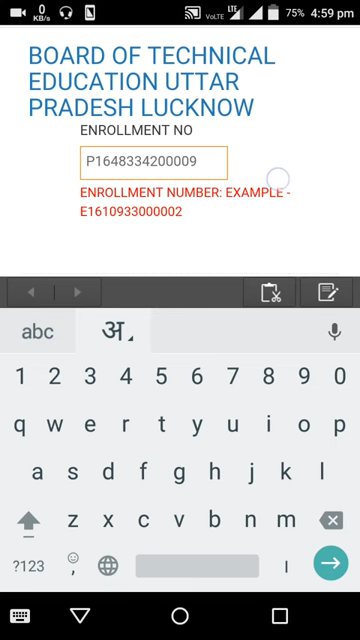 0
KB/s
VoLTE
LTE
75%
4:59 pm
BOARD OF TECHNICAL
EDUCATION UTTAR
PRADESH LUCKNOW
ENROLLMENT NO
P1648334200009
ENROLLMENT NUMBER: EXAMPLE -
E1610933000002
abc अ
1 2 3 4 5 6 7 8 9 0
q w e r t y u i o p
a s d f g h j k l
z x c v b n m
?123 , ।